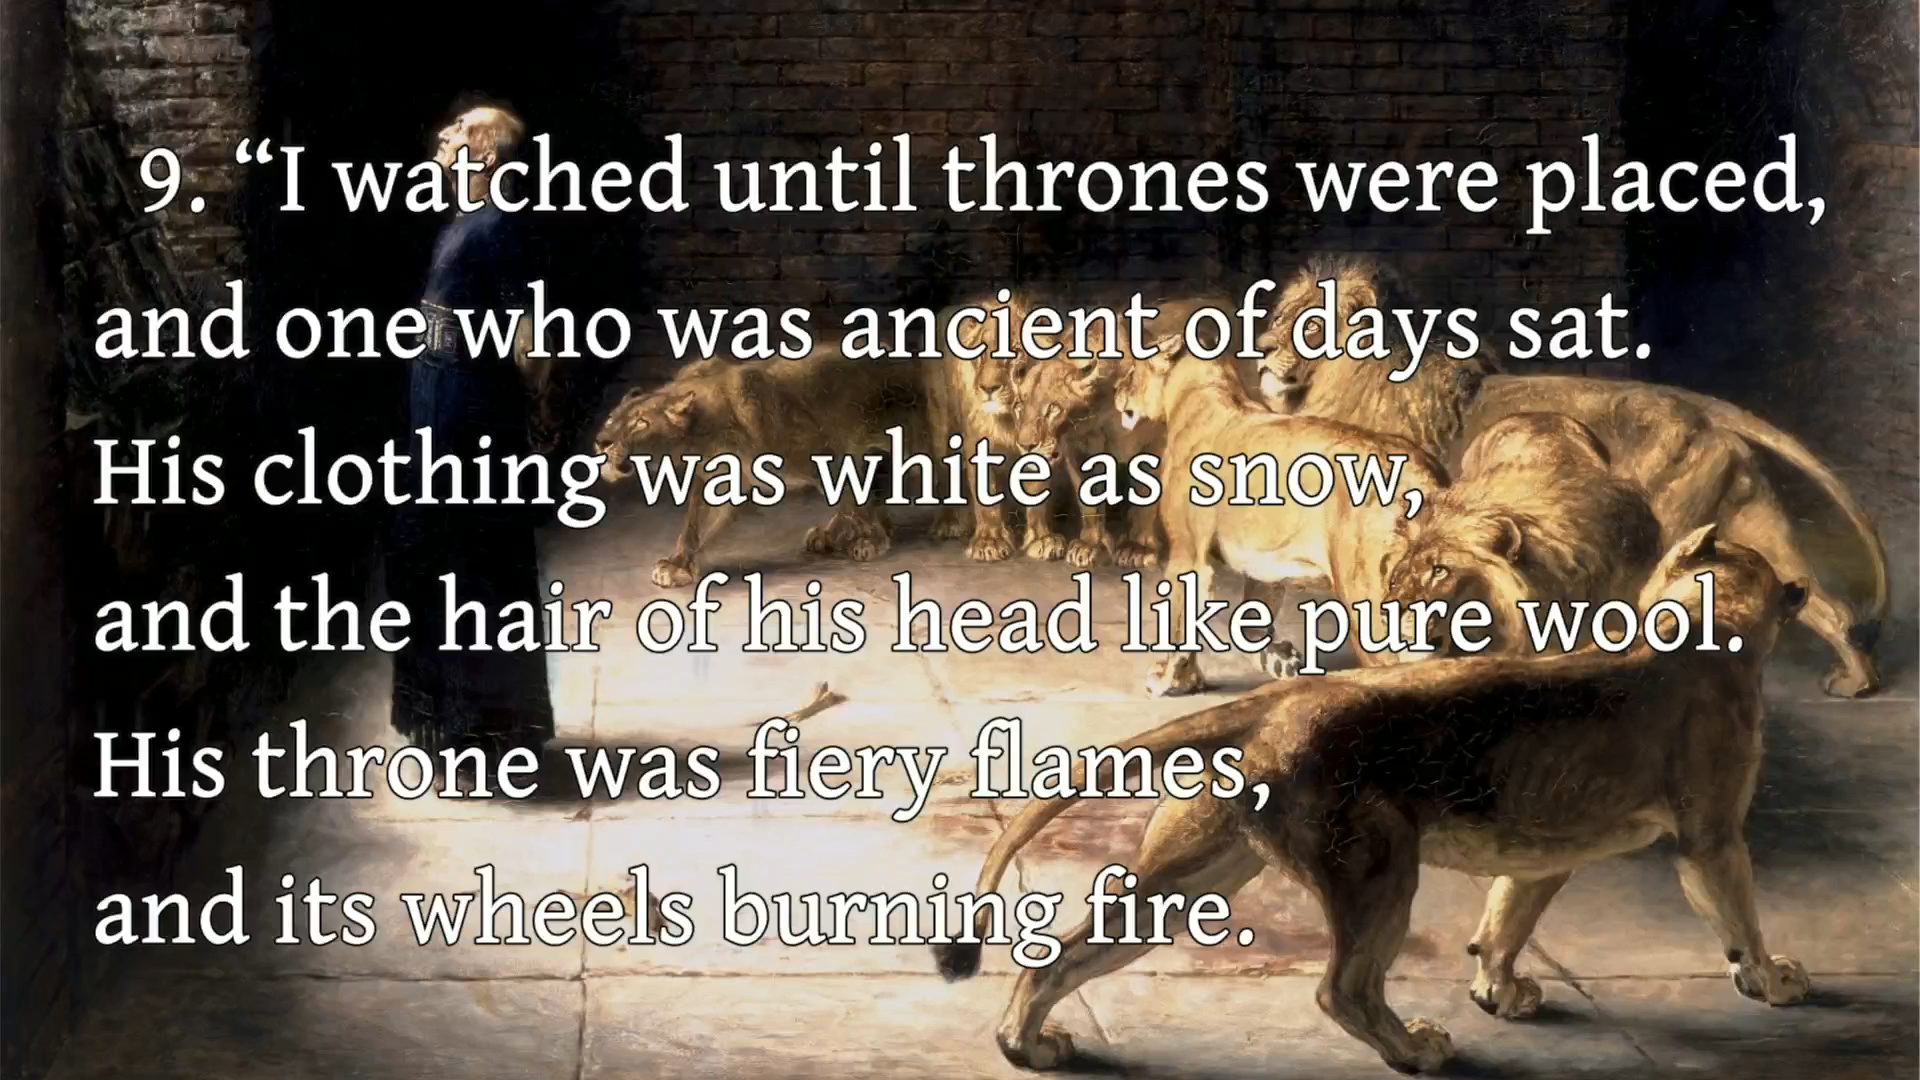 9. “I watched until thrones were placed,
and one who was ancient of days sat.
His clothing was white as snow,
and the hair of his head like pure wool.
His throne was fiery flames,
and its wheels burning fire.